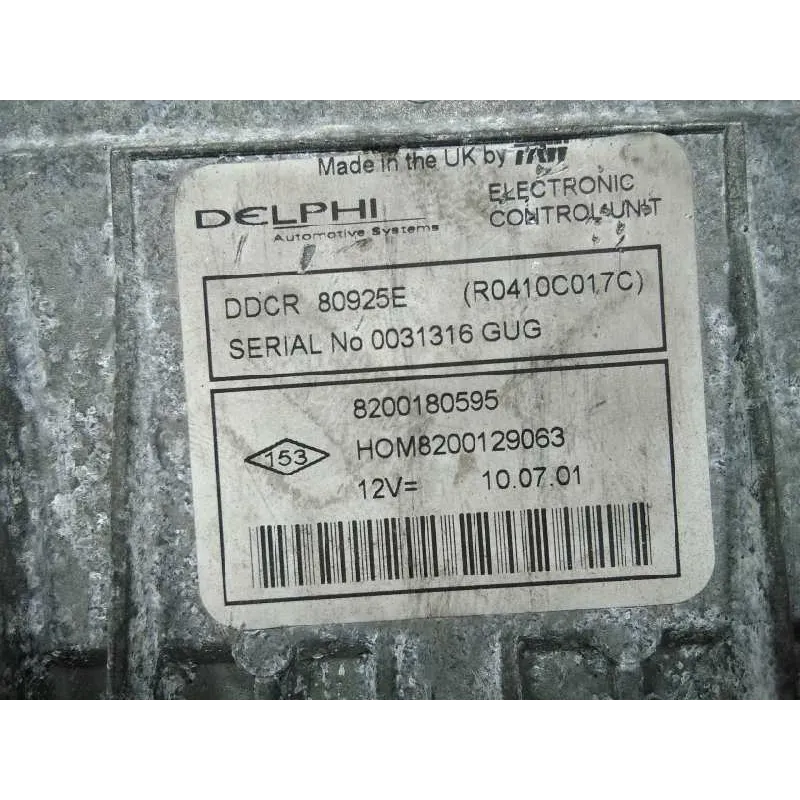 Made in the UK by TRW
DELPHI
Automotive Systems
ELECTRONIC
CONTROL UNIT
DDCR 80925E (R0410C017C)
SERIAL No 0031316 GUG
8200180595
153
HOM8200129063
12V= 10.07.01